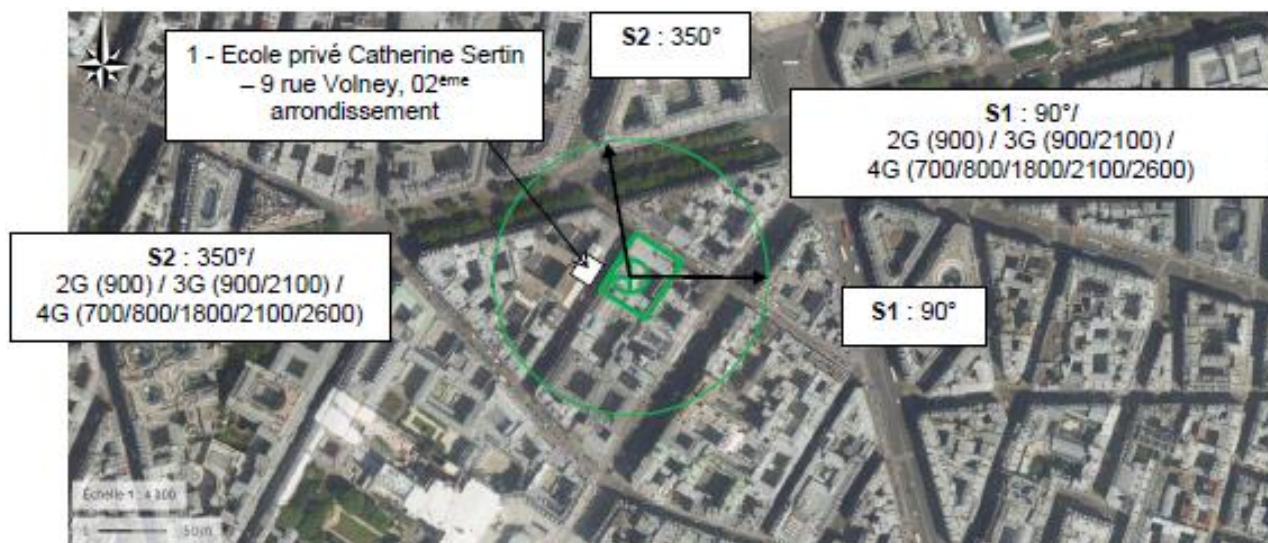 1 - Ecole privé Catherine Sertin
– 9 rue Volney, 02ème
arrondissement
S2 : 350°
S1 : 90°/
2G (900) / 3G (900/2100) /
4G (700/800/1800/2100/2600)
S2 : 350°/
2G (900) / 3G (900/2100) /
4G (700/800/1800/2100/2600)
S1 : 90°
Échelle 1 : 4 300
50 m